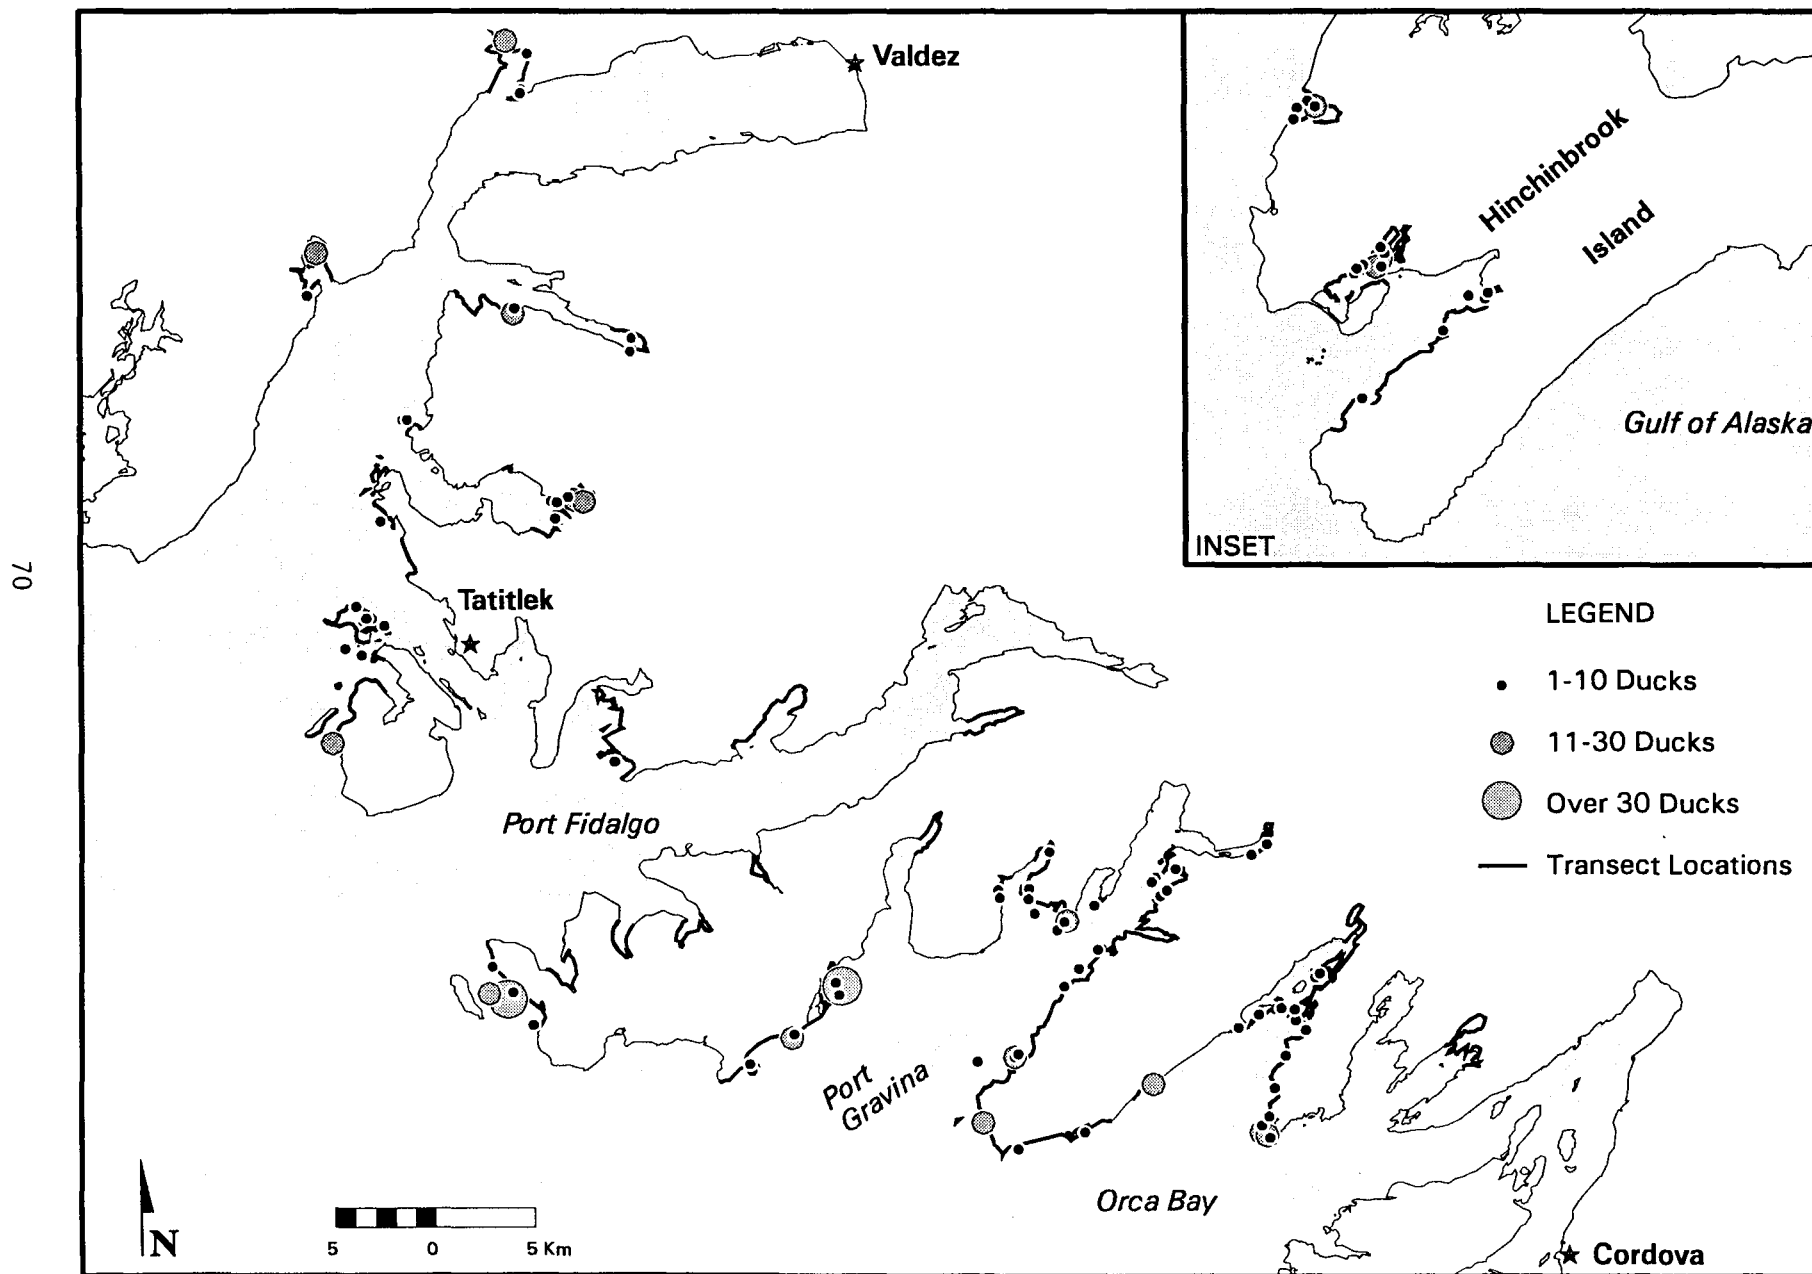 Valdez
Hinchinbrook
Island
Gulf of Alaska
INSET
70
Tatitlek
LEGEND
1-10 Ducks
11-30 Ducks
Over 30 Ducks
Transect Locations
Port Fidalgo
Port
Gravina
Orca Bay
N
5 0 5 Km
Cordova